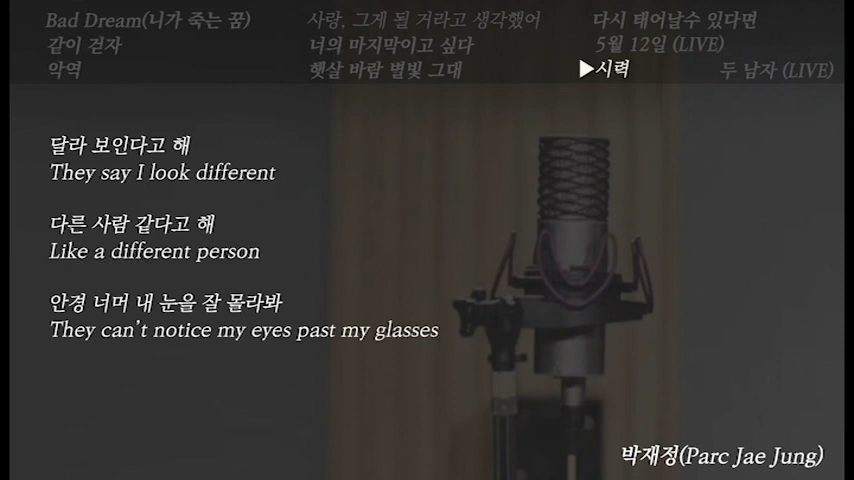 Bad Dream(니가 죽는 꿈) 사랑, 그게 될 거라고 생각했어 다시 태어날수 있다면
같이 걷자 너의 마지막이고 싶다 5월 12일 (LIVE)
악역 햇살 바람 별빛 그대 ▶시력 두 남자 (LIVE)
달라 보인다고 해
They say I look different
다른 사람 같다고 해
Like a different person
안경 너머 내 눈을 잘 몰라봐
They can't notice my eyes past my glasses
박재정(Parc Jae Jung)